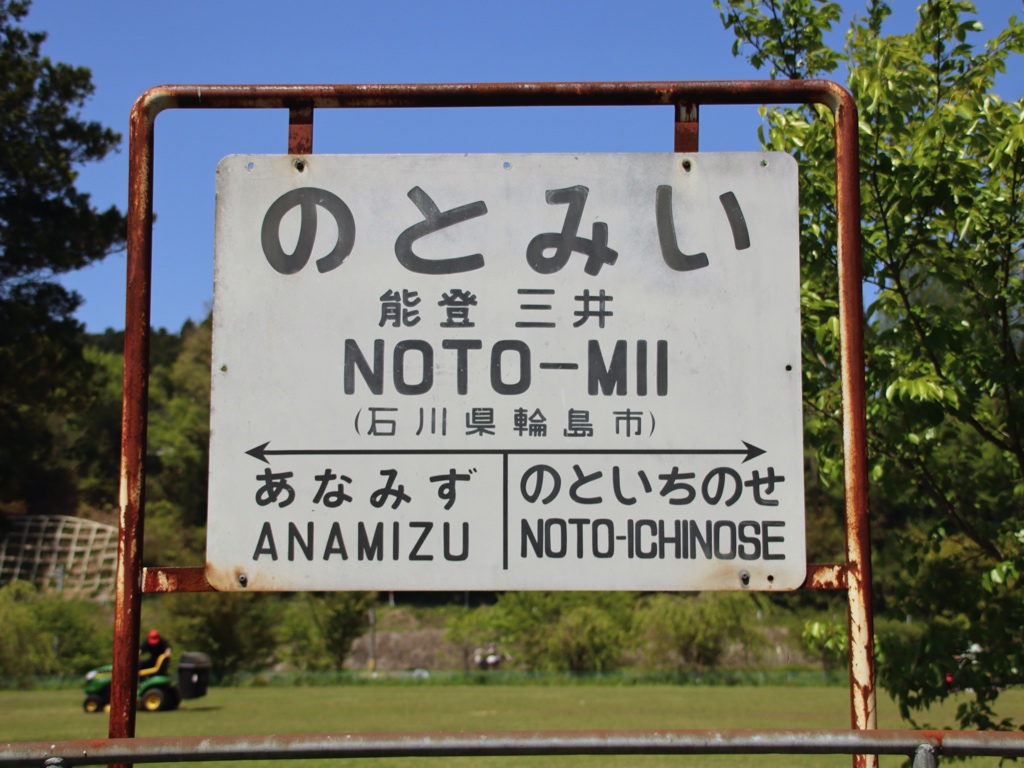 のとみい
能登三井
NOTO-MII
(石川県輪島市)
あなみず のといちのせ
ANAMIZU NOTO-ICHINOSE